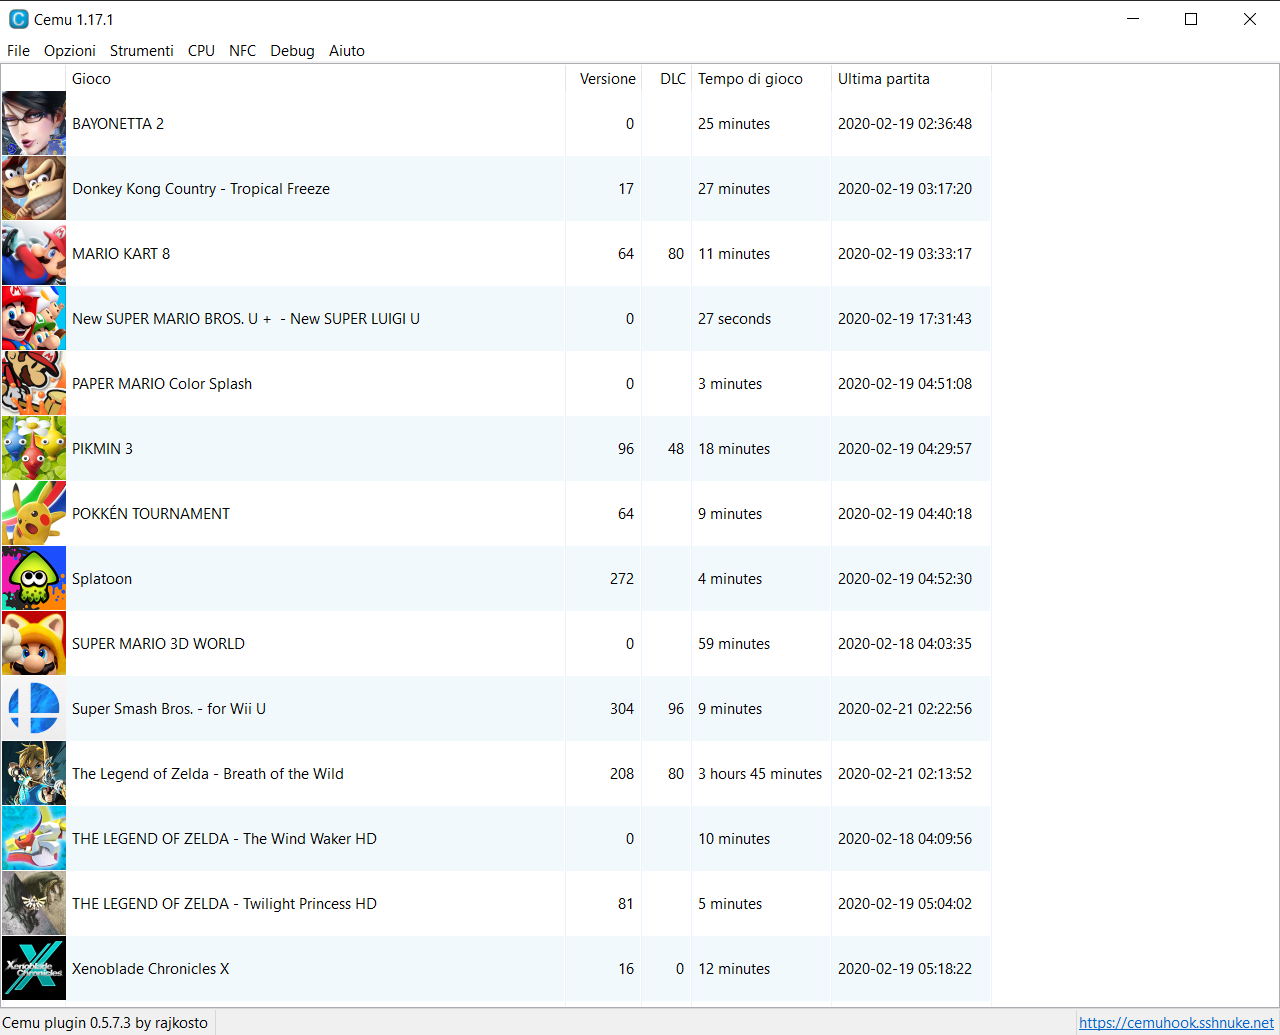 Cemu 1.17.1
File Opzioni Strumenti CPU NFC Debug Aiuto
Gioco Versione DLC Tempo di gioco Ultima partita
BAYONETTA 2 0 25 minutes 2020-02-19 02:36:48
Donkey Kong Country - Tropical Freeze 17 27 minutes 2020-02-19 03:17:20
MARIO KART 8 64 80 11 minutes 2020-02-19 03:33:17
New SUPER MARIO BROS. U +  - New SUPER LUIGI U 0 27 seconds 2020-02-19 17:31:43
PAPER MARIO Color Splash 0 3 minutes 2020-02-19 04:51:08
PIKMIN 3 96 48 18 minutes 2020-02-19 04:29:57
POKKÉN TOURNAMENT 64 9 minutes 2020-02-19 04:40:18
Splatoon 272 4 minutes 2020-02-19 04:52:30
SUPER MARIO 3D WORLD 0 59 minutes 2020-02-18 04:03:35
Super Smash Bros. - for Wii U 304 96 9 minutes 2020-02-21 02:22:56
The Legend of Zelda - Breath of the Wild 208 80 3 hours 45 minutes 2020-02-21 02:13:52
THE LEGEND OF ZELDA - The Wind Waker HD 0 10 minutes 2020-02-18 04:09:56
THE LEGEND OF ZELDA - Twilight Princess HD 81 5 minutes 2020-02-19 05:04:02
Xenoblade Chronicles X Xenoblade Chronicles X 16 0 12 minutes 2020-02-19 05:18:22
Cemu plugin 0.5.7.3 by rajkosto https://cemuhook.sshnuke.net